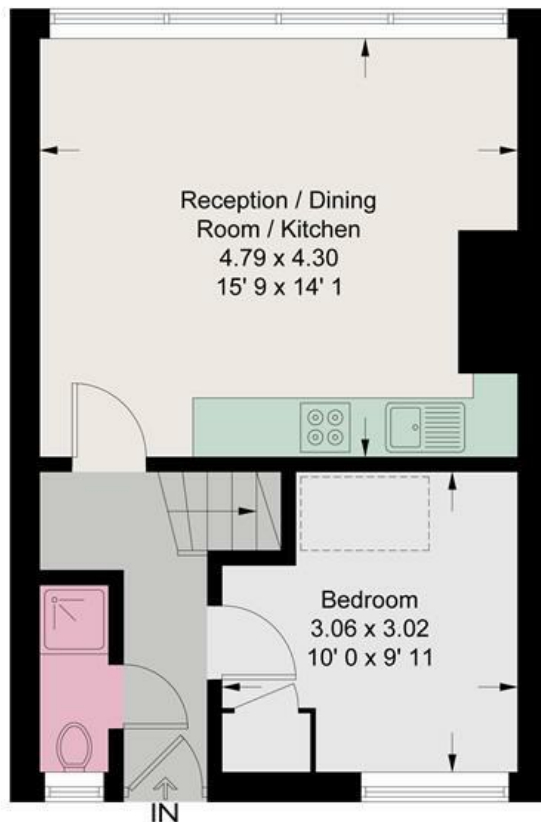 Reception / Dining
Room / Kitchen
4.79 x 4.30
15' 9 x 14' 1
Bedroom
3.06 x 3.02
10' 0 x 9' 11
IN